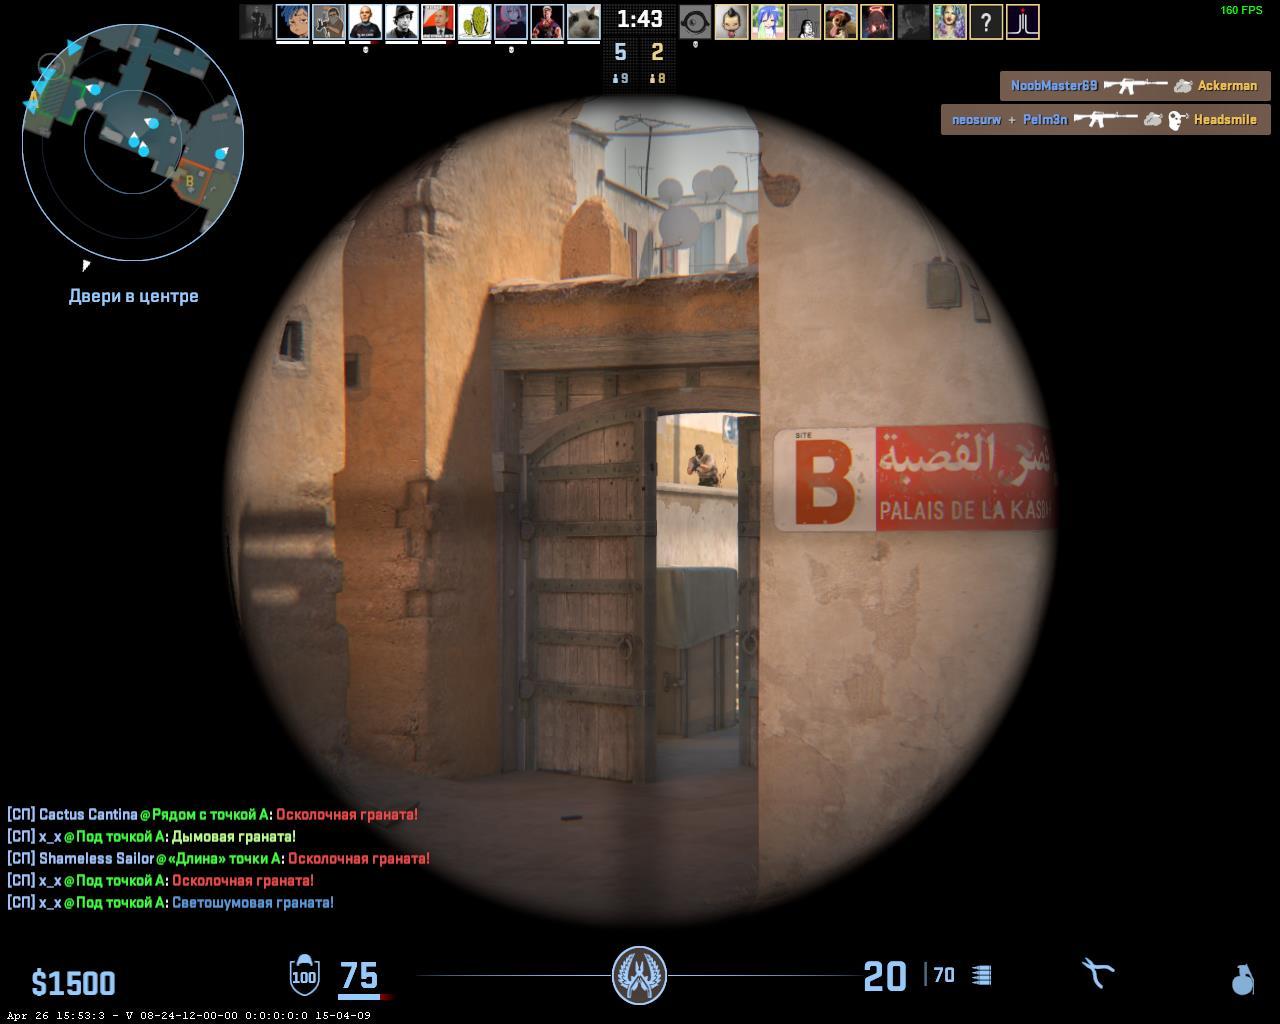 160 FPS
1:43
5 2
9 8
?
NoobMaster69 Ackerman
neosurw + Pelm3n Headsmile
B
Двери в центре
SITE
B
قصر القصبة
PALAIS DE LA KASBAH
[СП] Cactus Cantina@Рядом с точкой A: Осколочная граната!
[СП] x_x@Под точкой A: Дымовая граната!
[СП] Shameless Sailor@«Длина» точки A: Осколочная граната!
[СП] x_x@Под точкой A: Осколочная граната!
[СП] x_x@Под точкой A: Светошумовая граната!
$1500
100 75
20 | 70
Apr 26 15:53:3 - V 08-24-12-00-00 0:0:0:0:0 15-04-09